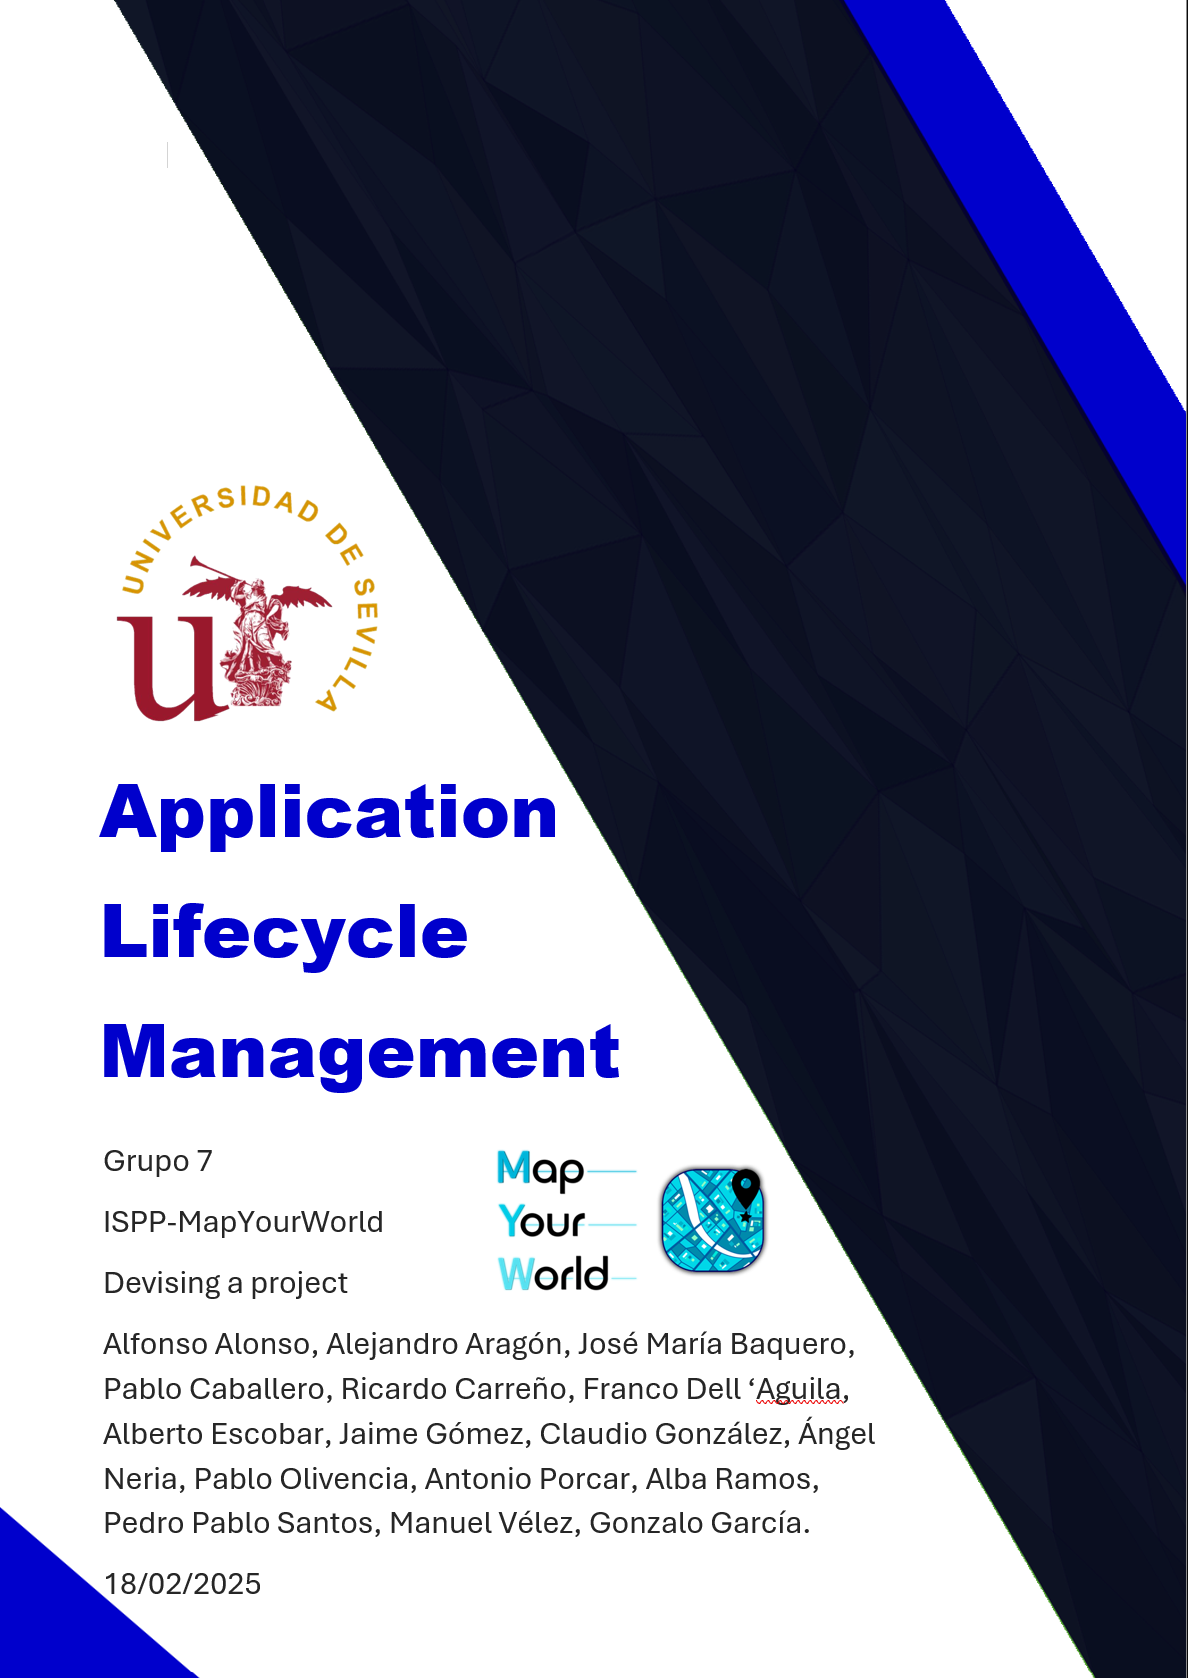 UNIVERSIDAD DE SEVILLA
u
Application
Lifecycle
Management
Grupo 7
ISPP-MapYourWorld
Devising a project
Map
Your
World
Alfonso Alonso, Alejandro Aragón, José María Baquero,
Pablo Caballero, Ricardo Carreño, Franco Dell ‘Aguila,
Alberto Escobar, Jaime Gómez, Claudio González, Ángel
Neria, Pablo Olivencia, Antonio Porcar, Alba Ramos,
Pedro Pablo Santos, Manuel Vélez, Gonzalo García.
18/02/2025